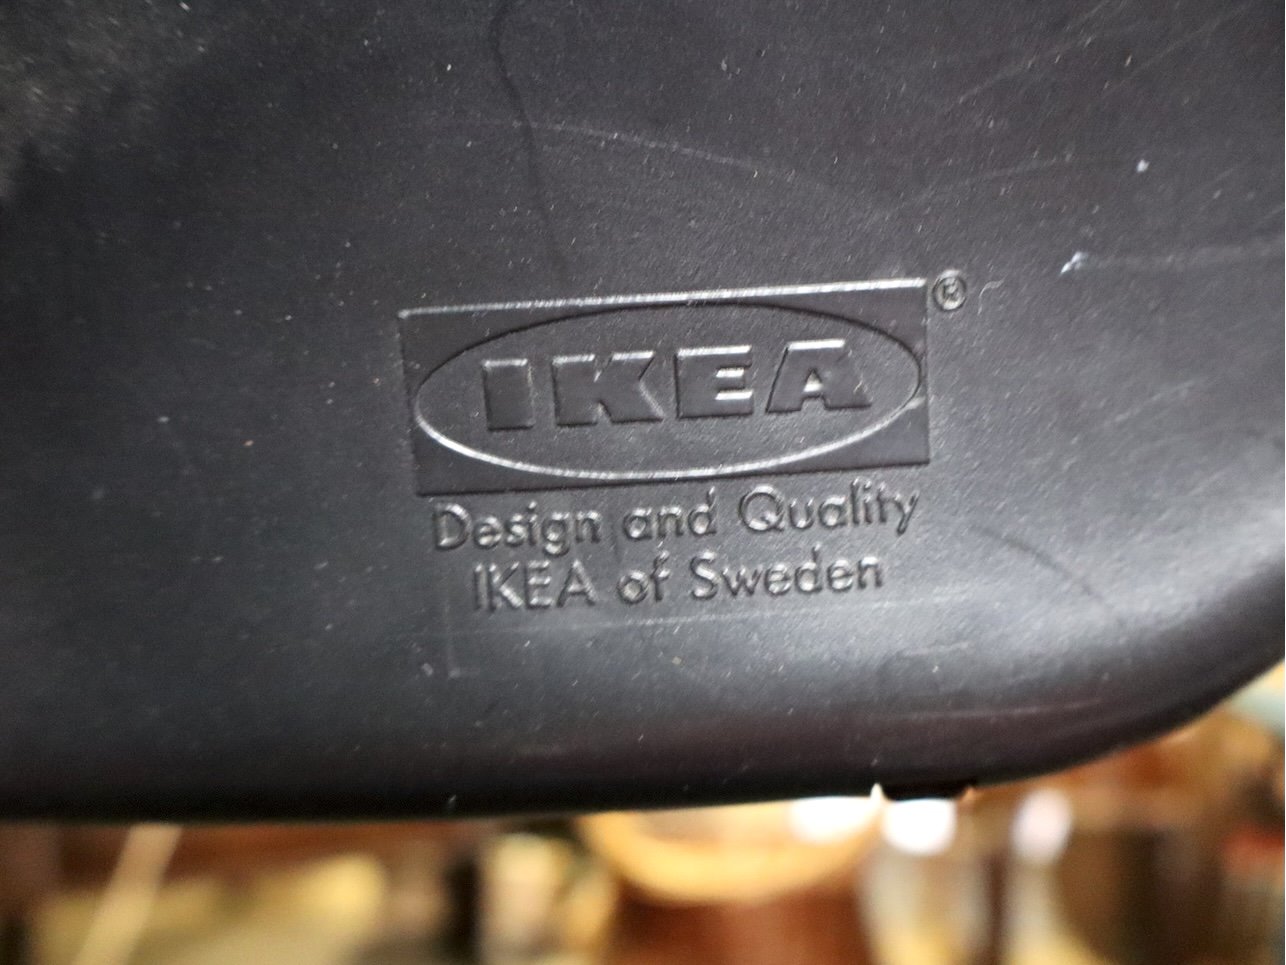 IKEA®
Design and Quality
IKEA of Sweden